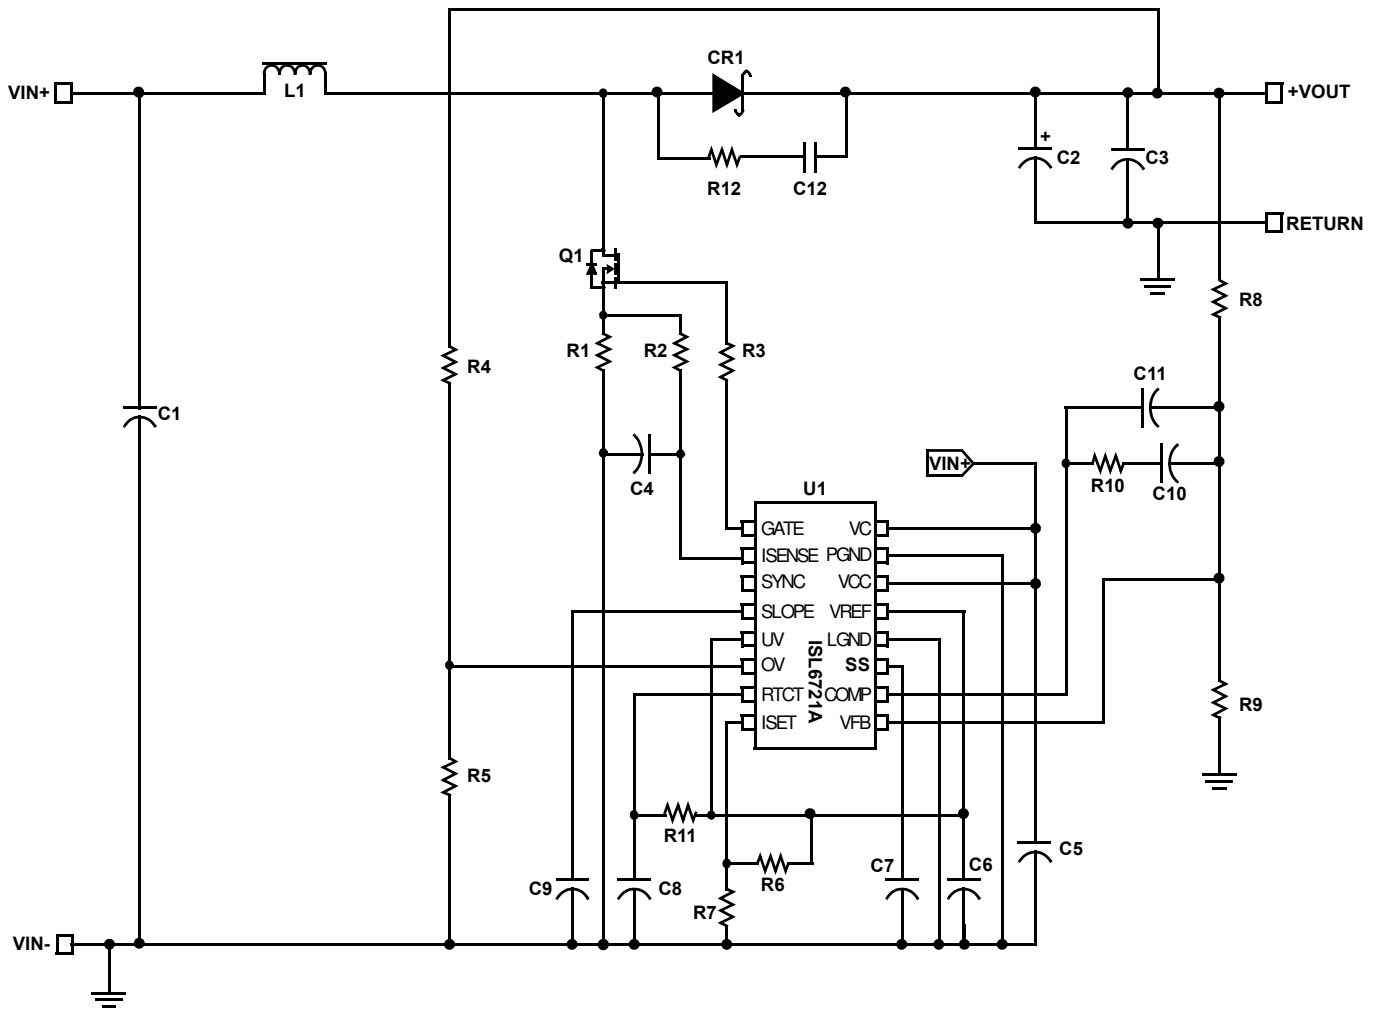 CR1
VIN+
L1
+VOUT
C2
+
C3
R12
C12
RETURN
Q1
R8
R1
R2
R3
R4
C11
C1
VIN+
R10
C10
C4
U1
GATE
VC
ISENSE
PGND
SYNC
VCC
SLOPE
VREF
UV
LGND
OV
SS
RTCT
COMP
ISET
VFB
ISL6721A
R9
R5
R11
C5
C9
C8
R6
C7
C6
R7
VIN-